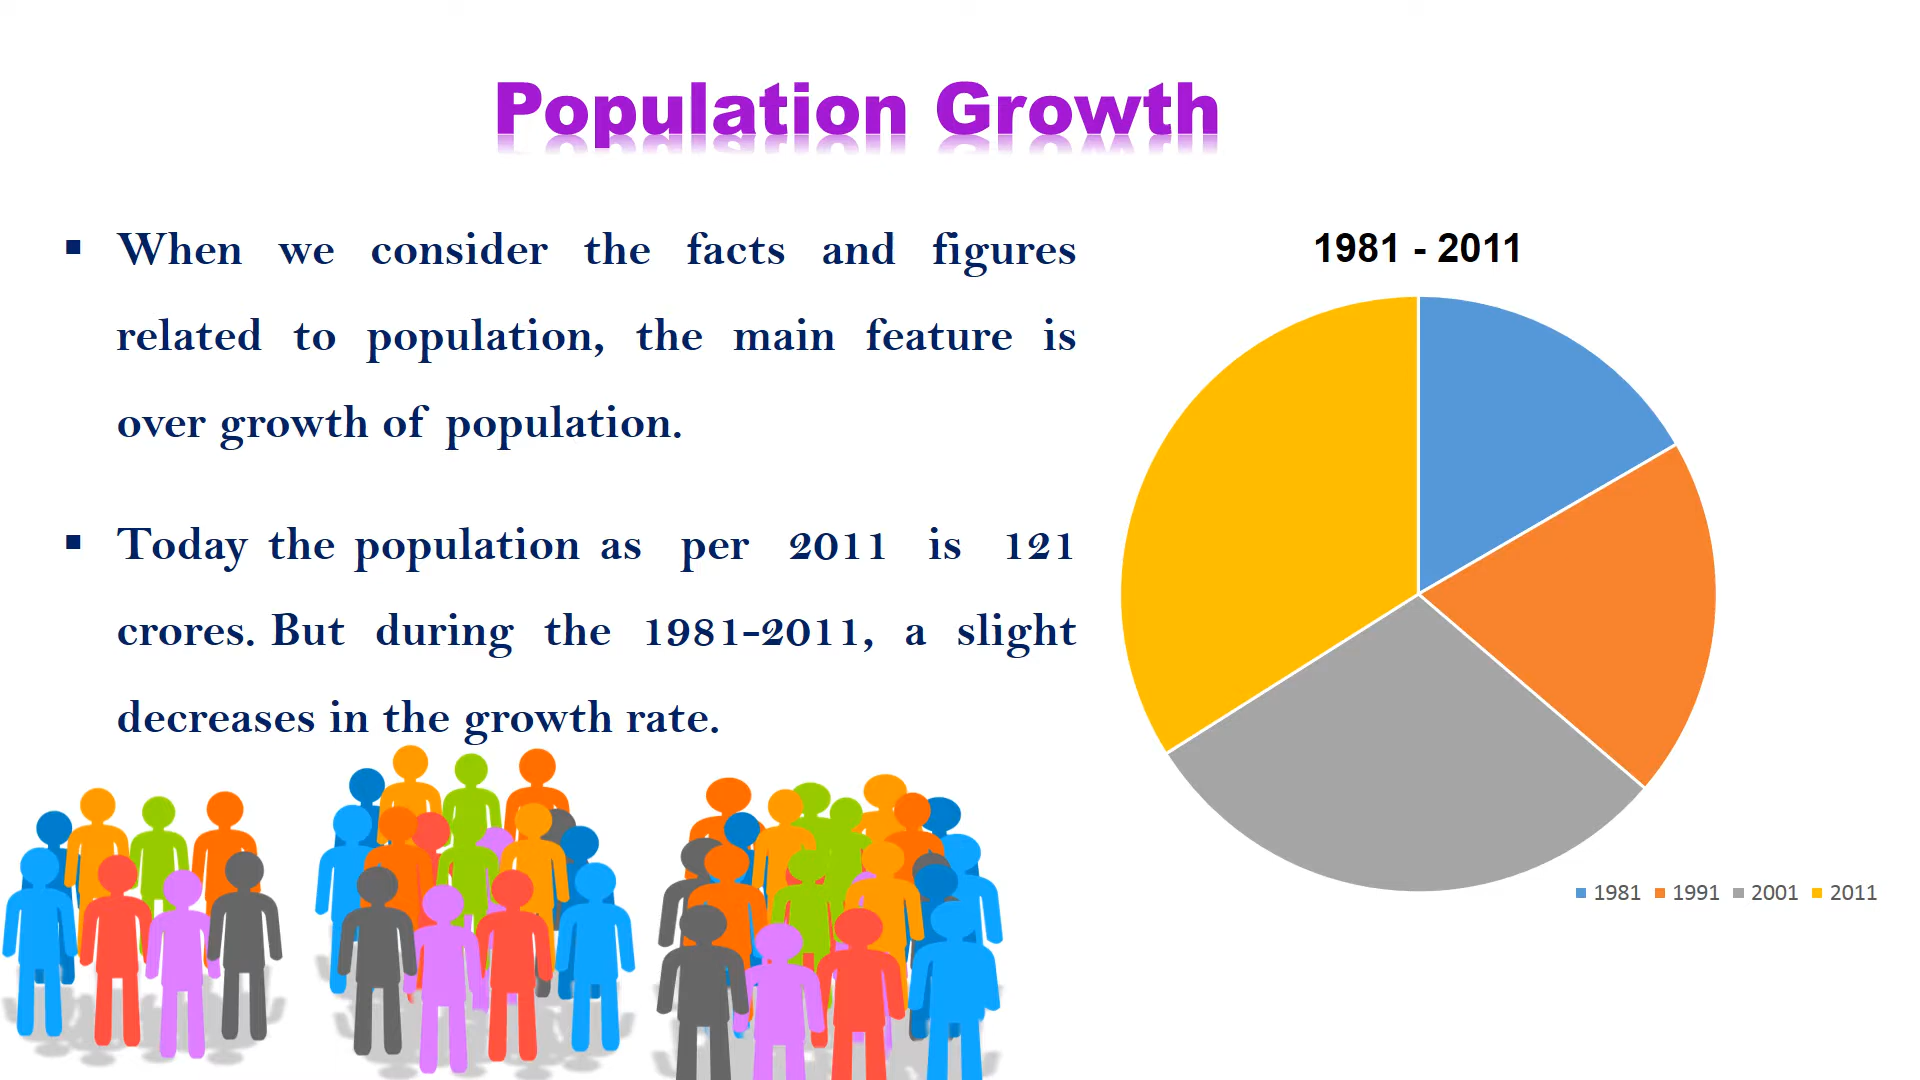 Population Growth
▪ When we consider the facts and figures
related to population, the main feature is
over growth of population.
▪ Today the population as per 2011 is 121
crores. But during the 1981-2011, a slight
decreases in the growth rate.
1981 - 2011
1981 1991 2001 2011